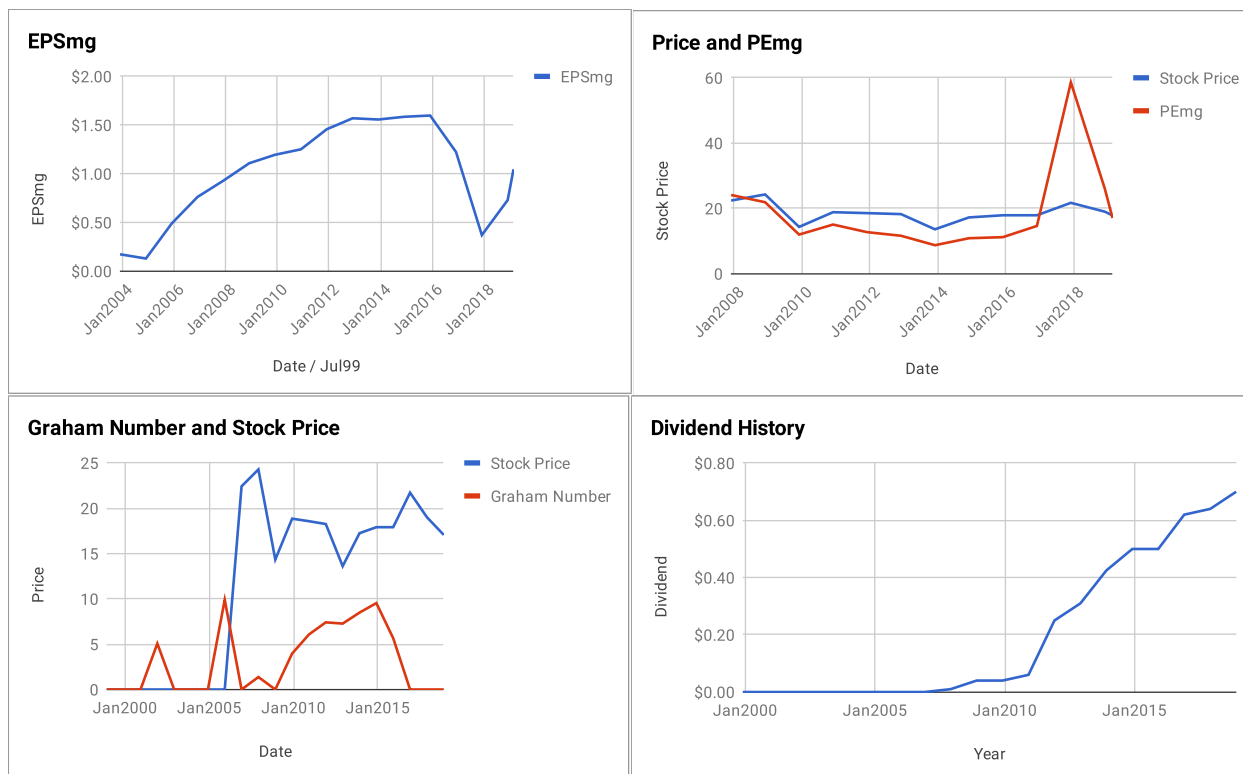 EPSmg
$2.00
$1.50
$1.00
$0.50
$0.00
EPSmg
Jan2004
Jan2006
Jan2008
Jan2010
Jan2012
Jan2014
Jan2016
Jan2018
Date / Jul99
EPSmg
Price and PEmg
60
40
20
0
Stock Price
Jan2008
Jan2010
Jan2012
Jan2014
Jan2016
Jan2018
Date
Stock Price
PEmg
Graham Number and Stock Price
25
20
15
10
5
0
Price
Jan2000 Jan2005 Jan2010 Jan2015
Date
Stock Price
Graham Number
Dividend History
$0.80
$0.60
$0.40
$0.20
$0.00
Dividend
Jan2000 Jan2005 Jan2010 Jan2015
Year